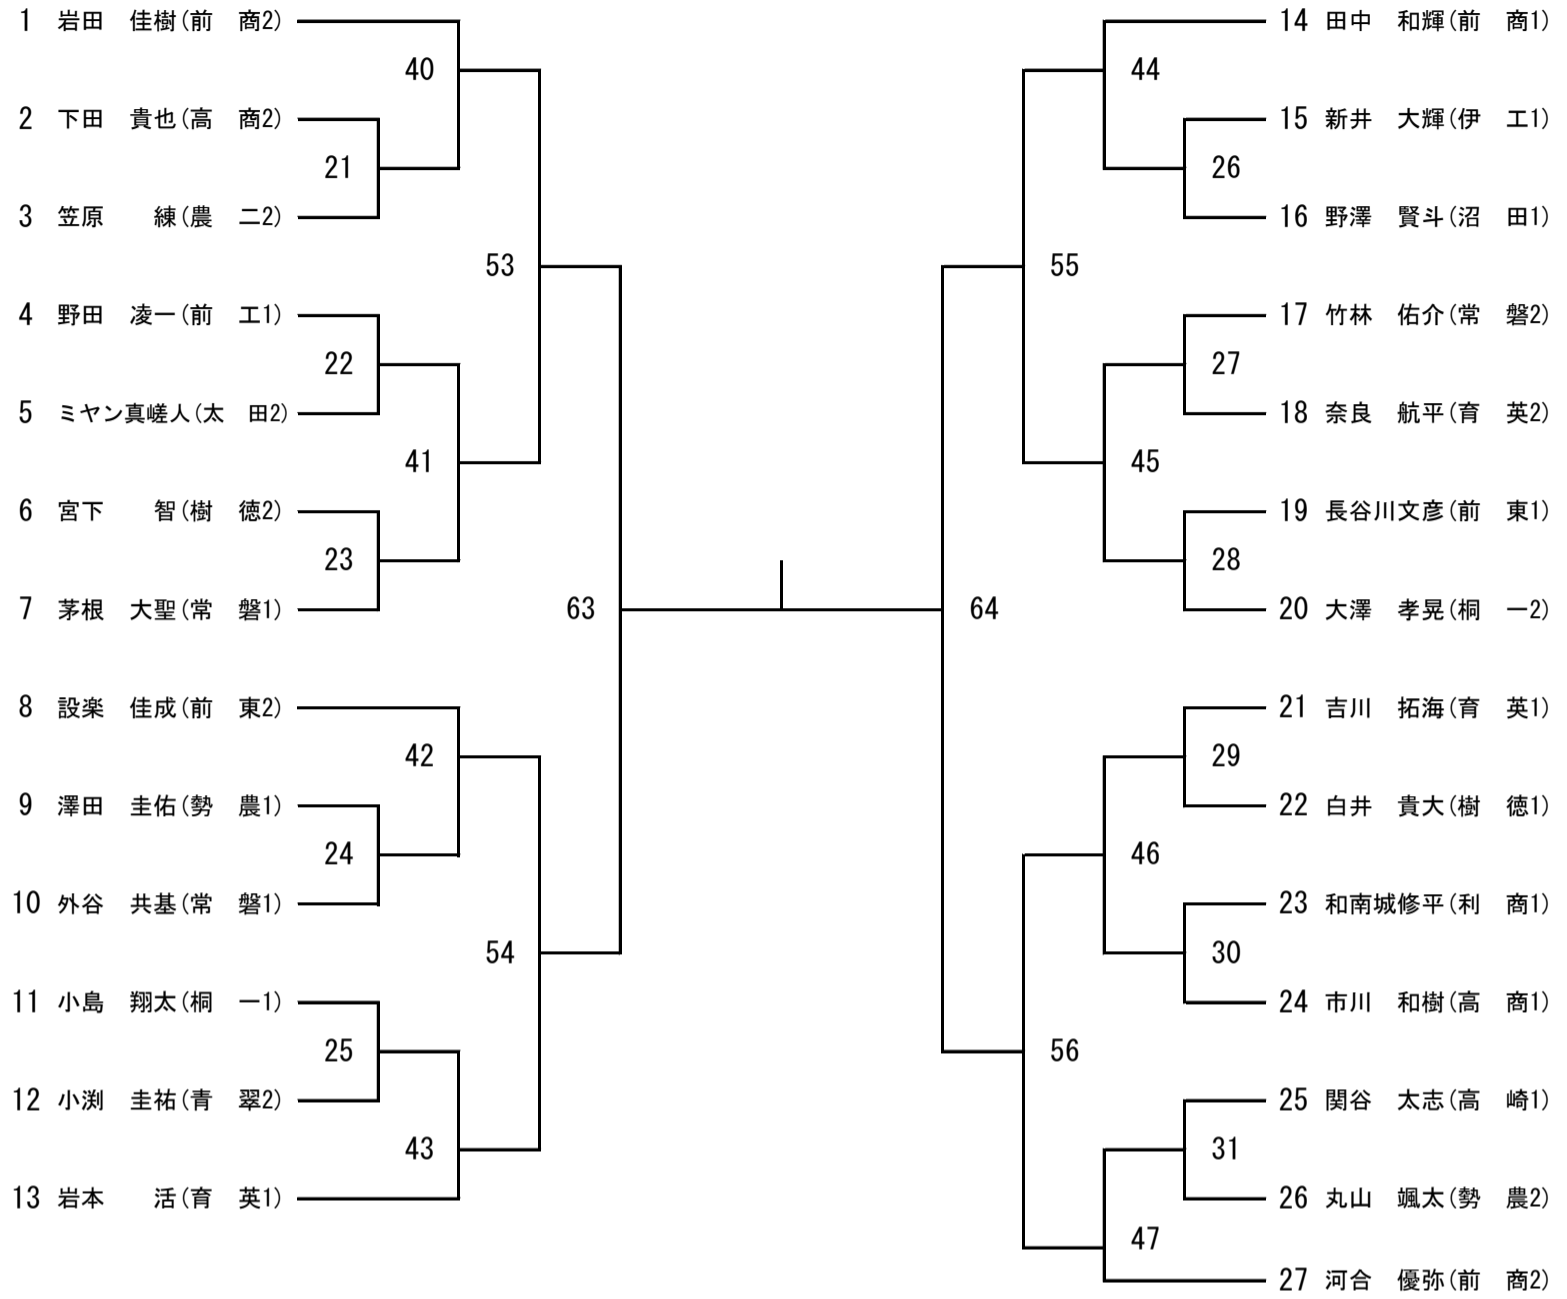 1 岩田　佳樹(前　商2)
40
2 下田　貴也(高　商2)
21
3 笠原　　練(農　二2)
53
4 野田　凌一(前　工1)
22
5 ミヤン真嵯人(太　田2)
41
6 宮下　　智(樹　徳2)
23
7 茅根　大聖(常　磐1)
63
8 設楽　佳成(前　東2)
42
9 澤田　圭佑(勢　農1)
24
10 外谷　共基(常　磐1)
54
11 小島　翔太(桐　一1)
25
12 小渕　圭祐(青　翠2)
43
13 岩本　　活(育　英1)
14 田中　和輝(前　商1)
44
15 新井　大輝(伊　工1)
26
16 野澤　賢斗(沼　田1)
55
17 竹林　佑介(常　磐2)
27
18 奈良　航平(育　英2)
45
19 長谷川文彦(前　東1)
28
20 大澤　孝晃(桐　一2)
64
21 吉川　拓海(育　英1)
29
22 白井　貴大(樹　徳1)
46
23 和南城修平(利　商1)
30
24 市川　和樹(高　商1)
56
25 関谷　太志(高　崎1)
31
26 丸山　颯太(勢　農2)
47
27 河合　優弥(前　商2)